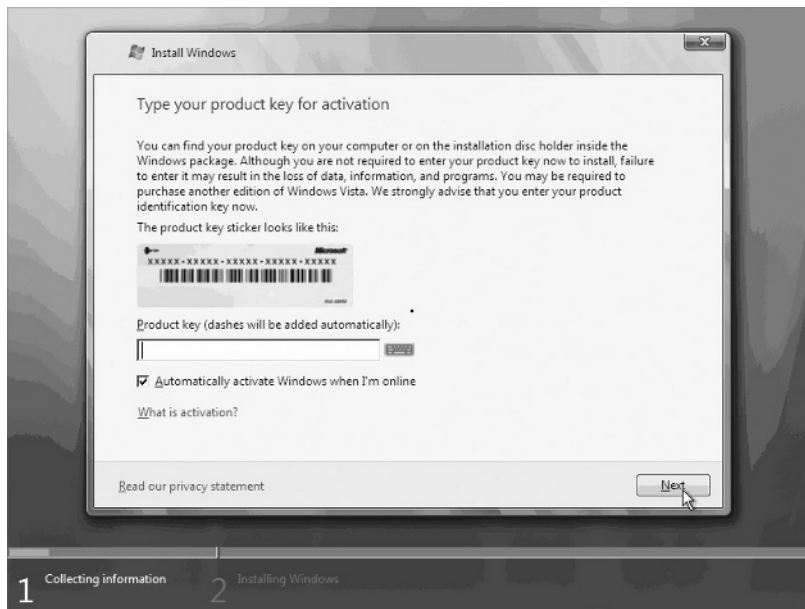 Install Windows
Type your product key for activation
You can find your product key on your computer or on the installation disc holder inside the
Windows package. Although you are not required to enter your product key now to install, failure
to enter it may result in the loss of data, information, and programs. You may be required to
purchase another edition of Windows Vista. We strongly advise that you enter your product
identification key now.
The product key sticker looks like this:
Microsoft
XXXXX-XXXXX-XXXXX-XXXXX-XXXXX
Product key (dashes will be added automatically):
Automatically activate Windows when I'm online
What is activation?
Read our privacy statement
Next
1 Collecting information
2 Installing Windows